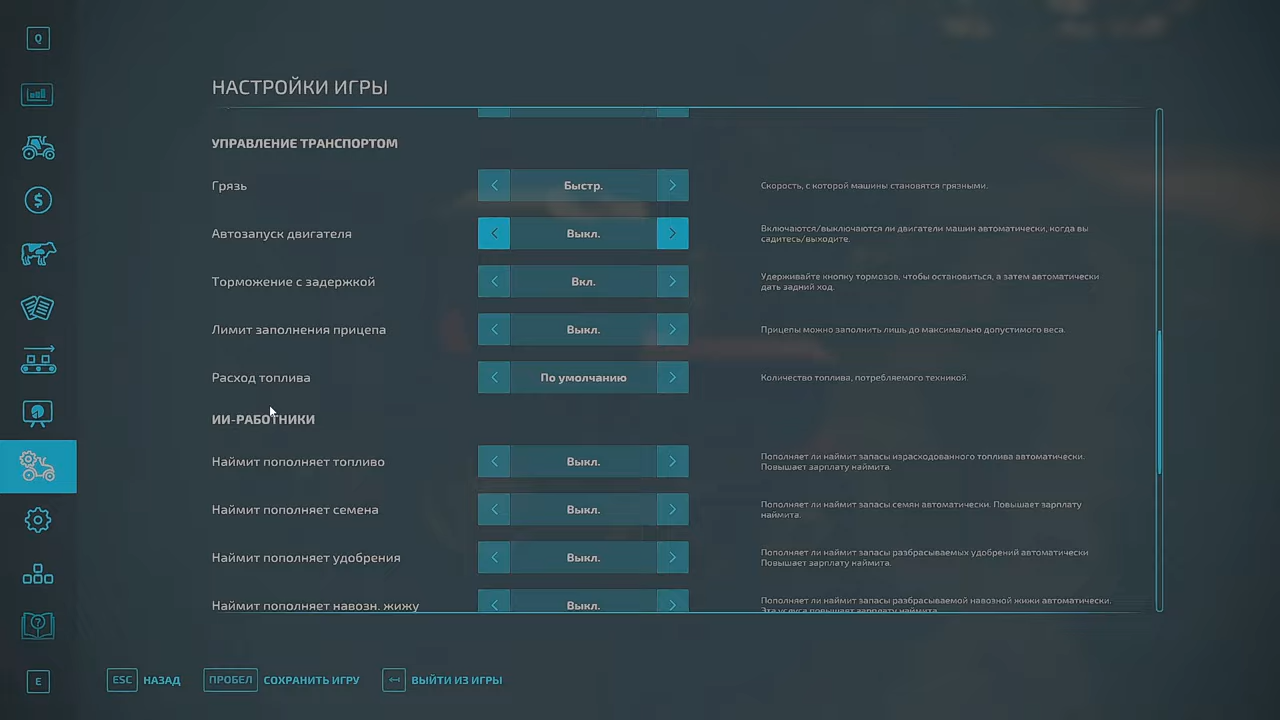 Q
НАСТРОЙКИ ИГРЫ
УПРАВЛЕНИЕ ТРАНСПОРТОМ
Грязь
Быстр.
Скорость, с которой машины становятся грязными.
$
Автозапуск двигателя
Выкл.
Включаются/выключаются ли двигатели машин автоматически, когда вы
садитесь/выходите.
Торможение с задержкой
Вкл.
Удерживайте кнопку тормозов, чтобы остановиться, а затем автоматически
дать задний ход.
Лимит заполнения прицепа
Выкл.
Прицепы можно заполнить лишь до максимально допустимого веса.
Расход топлива
По умолчанию
Количество топлива, потребляемого техникой.
ИИ-РАБОТНИКИ
Наймит пополняет топливо
Выкл.
Пополняет ли наймит запасы израсходованного топлива автоматически.
Повышает зарплату наймита.
Наймит пополняет семена
Выкл.
Пополняет ли наймит запасы семян автоматически. Повышает зарплату
наймита.
Наймит пополняет удобрения
Выкл.
Пополняет ли наймит запасы разбрасываемых удобрений автоматически
Повышает зарплату наймита.
Наймит пополняет навозн. жижу
Выкл.
Пополняет ли наймит запасы разбрасываемой навозной жижи автоматически.
Эта услуга повышает зарплату наймита.
?
E
ESC НАЗАД
ПРОБЕЛ СОХРАНИТЬ ИГРУ
ВЫЙТИ ИЗ ИГРЫ